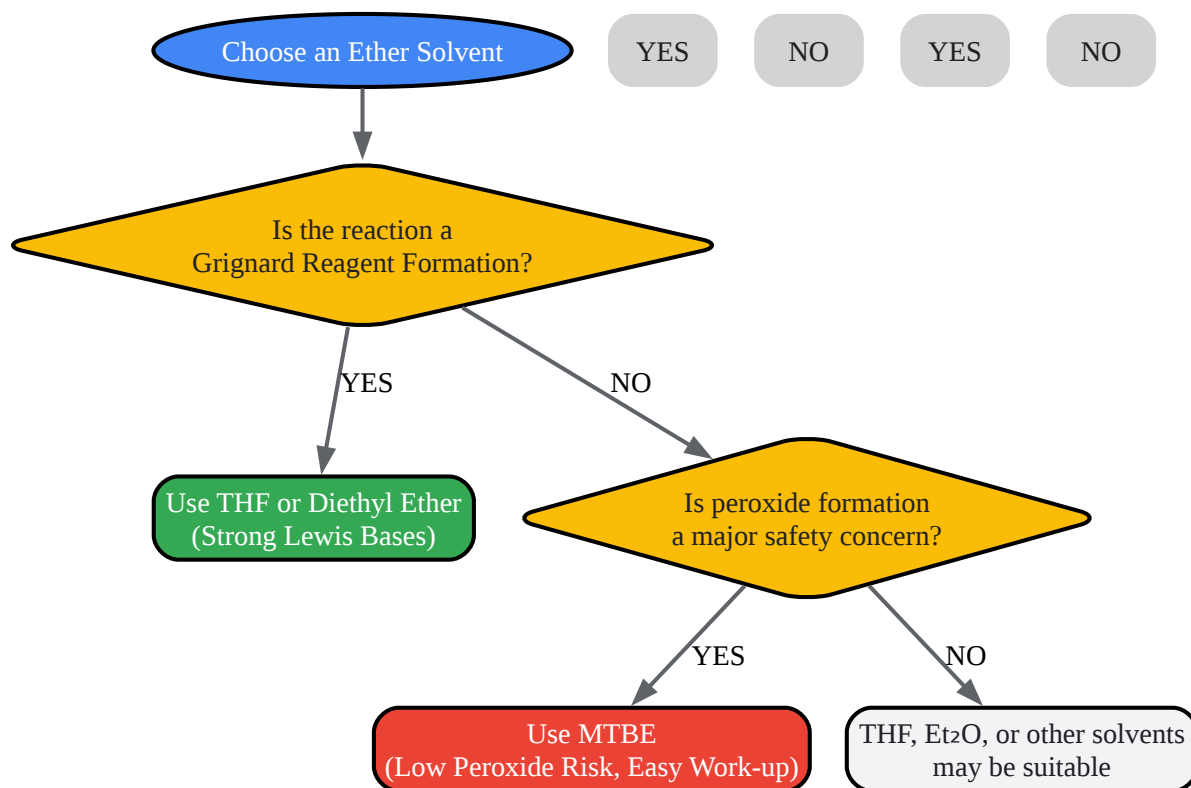 Choose an Ether Solvent
YES
NO
YES
NO
Is the reaction a
Grignard Reagent Formation?
YES
NO
Use THF or Diethyl Ether
(Strong Lewis Bases)
Is peroxide formation
a major safety concern?
YES
NO
Use MTBE
(Low Peroxide Risk, Easy Work-up)
THF, Et₂O, or other solvents
may be suitable